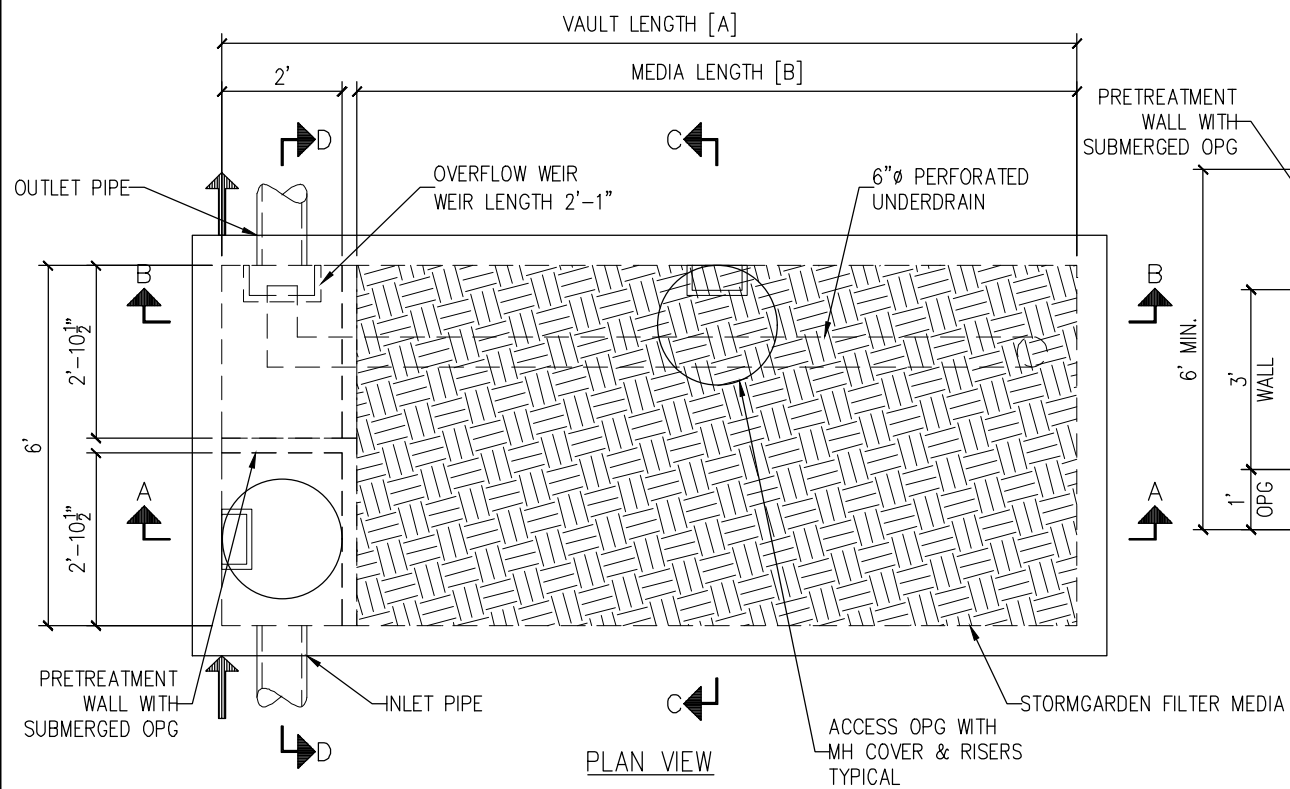 VAULT LENGTH [A]
2'
MEDIA LENGTH [B]
PRETREATMENT
WALL WITH
SUBMERGED OPG
D
C
OUTLET PIPE
OVERFLOW WEIR
WEIR LENGTH 2'-1"
6"ø PERFORATED
UNDERDRAIN
B
B
2'-10½"
6'
6' MIN.
3'
WALL
A
A
2'-10½"
1'
OPG
PRETREATMENT
WALL WITH
SUBMERGED OPG
INLET PIPE
C
STORMGARDEN FILTER MEDIA
D
ACCESS OPG WITH
MH COVER & RISERS
TYPICAL
PLAN VIEW